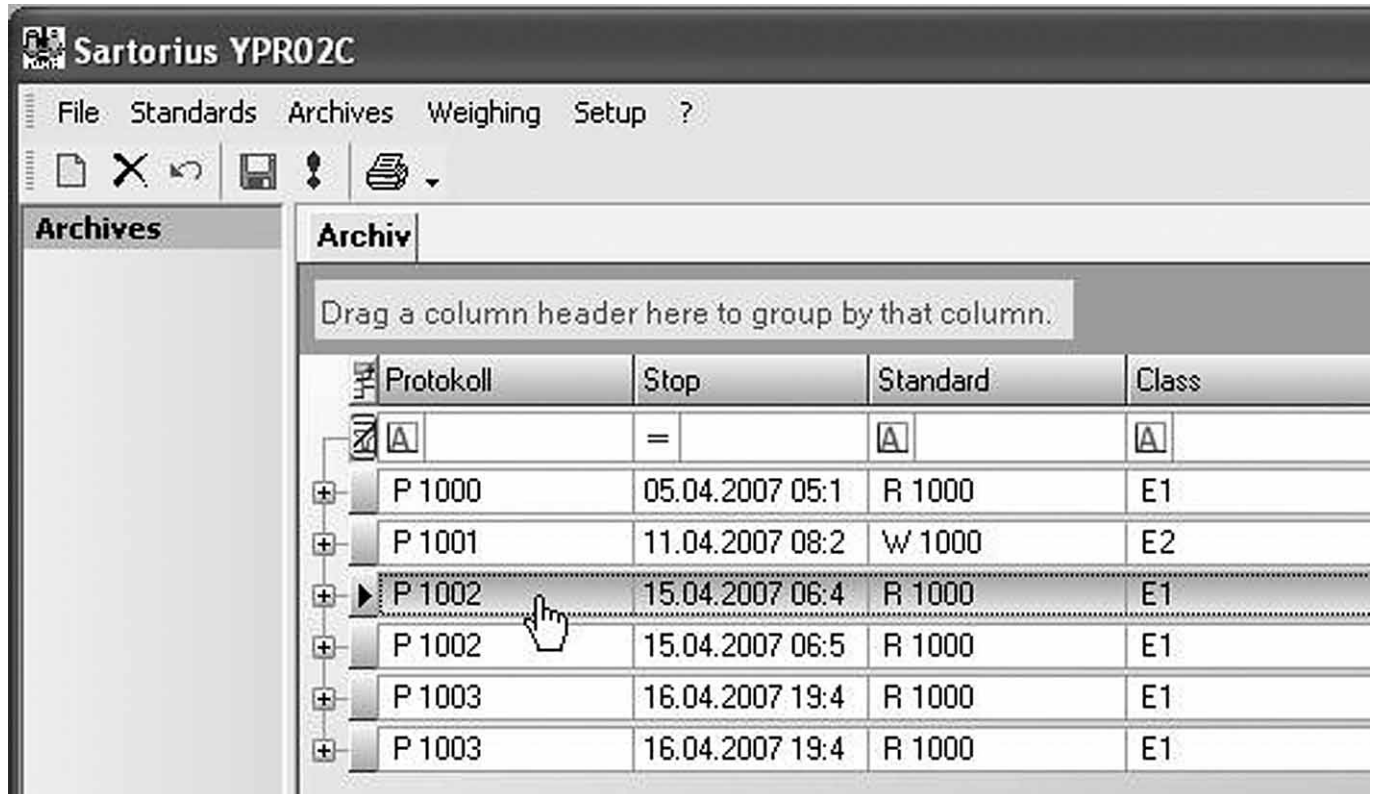 Sartorius YPR02C
File Standards Archives Weighing Setup ?
Archives
Archiv
Drag a column header here to group by that column.
Protokoll Stop Standard Class
A = A A
P 1000 05.04.2007 05:1 R 1000 E1
P 1001 11.04.2007 08:2 W 1000 E2
P 1002 15.04.2007 06:4 R 1000 E1
P 1002 15.04.2007 06:5 R 1000 E1
P 1003 16.04.2007 19:4 R 1000 E1
P 1003 16.04.2007 19:4 R 1000 E1